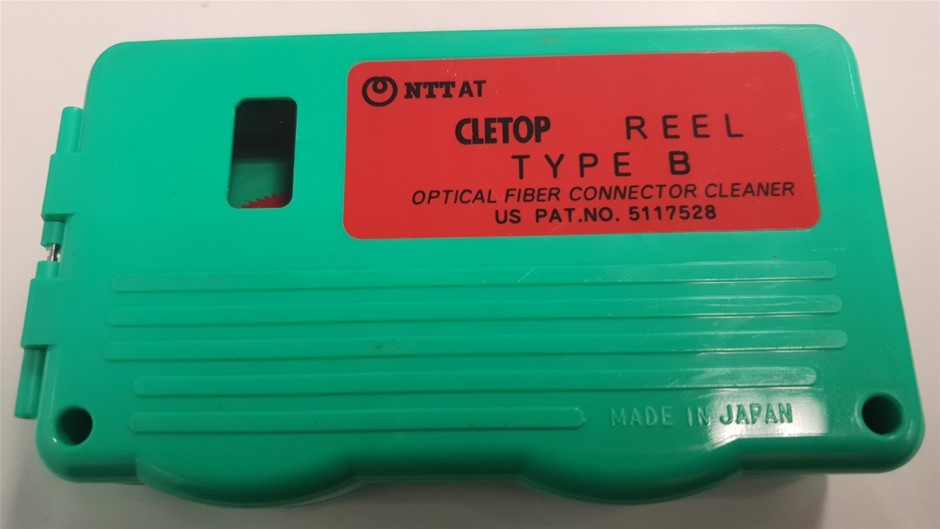 NTT AT
CLETOP REEL
TYPE B
OPTICAL FIBER CONNECTOR CLEANER
US PAT.NO. 5117528
MADE IN JAPAN